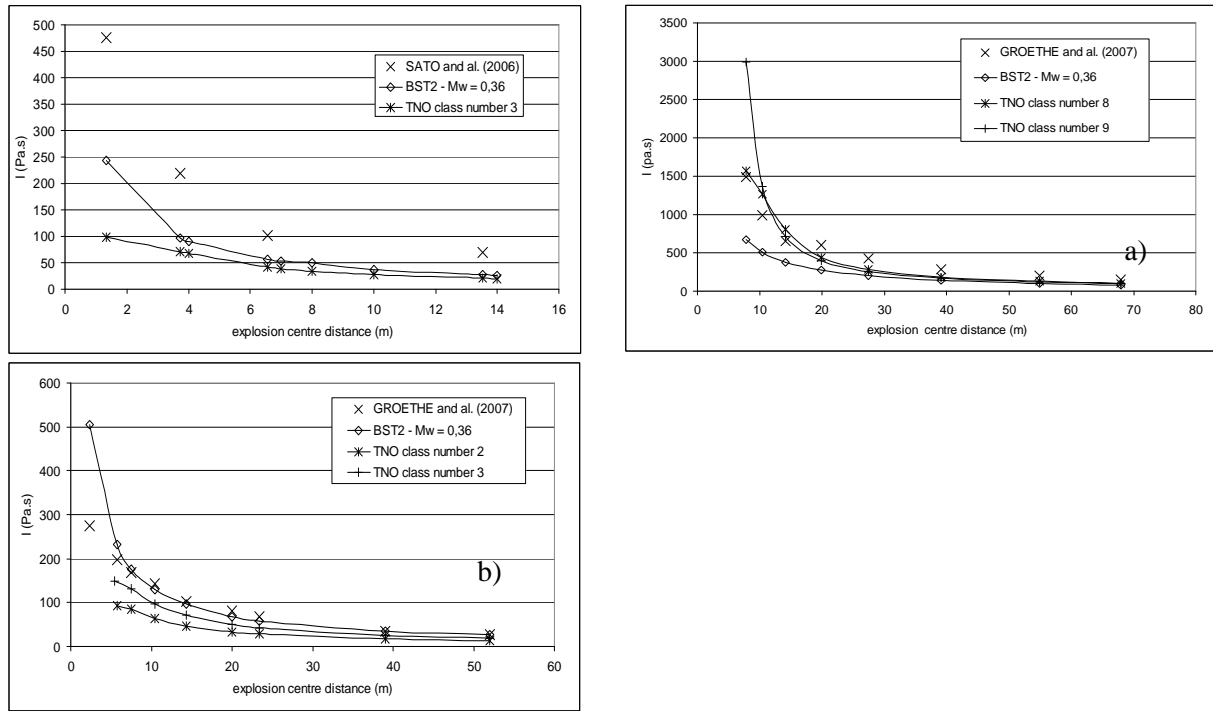 500
450
400
350
300
250
200
150
100
50
0
I (Pa.s)
SATO and al. (2006)
BST2 - Mw = 0,36
TNO class number 3
0 2 4 6 8 10 12 14 16
explosion centre distance (m)
3500
3000
2500
2000
1500
1000
500
0
I (pa.s)
GROETHE and al. (2007)
BST2 - Mw = 0,36
TNO class number 8
TNO class number 9
a)
0 10 20 30 40 50 60 70 80
explosion centre distance (m)
600
500
400
300
200
100
0
I (Pa.s)
GROETHE and al. (2007)
BST2 - Mw = 0,36
TNO class number 2
TNO class number 3
b)
0 10 20 30 40 50 60
explosion centre distance (m)